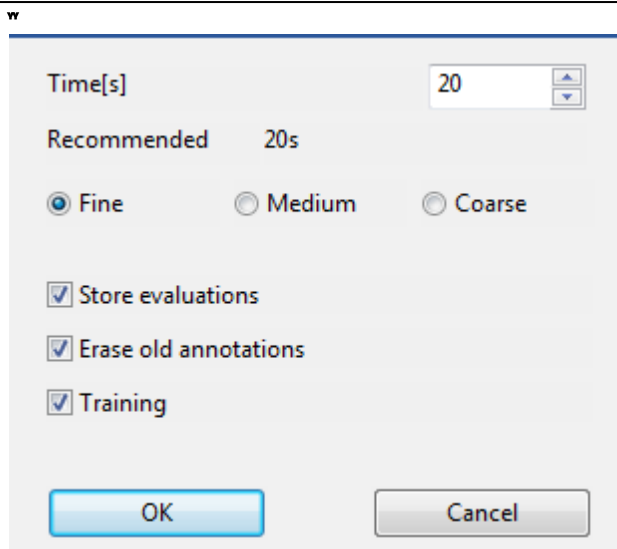 Time[s] 20
Recommended 20s
Fine Medium Coarse
Store evaluations
Erase old annotations
Training
OK Cancel